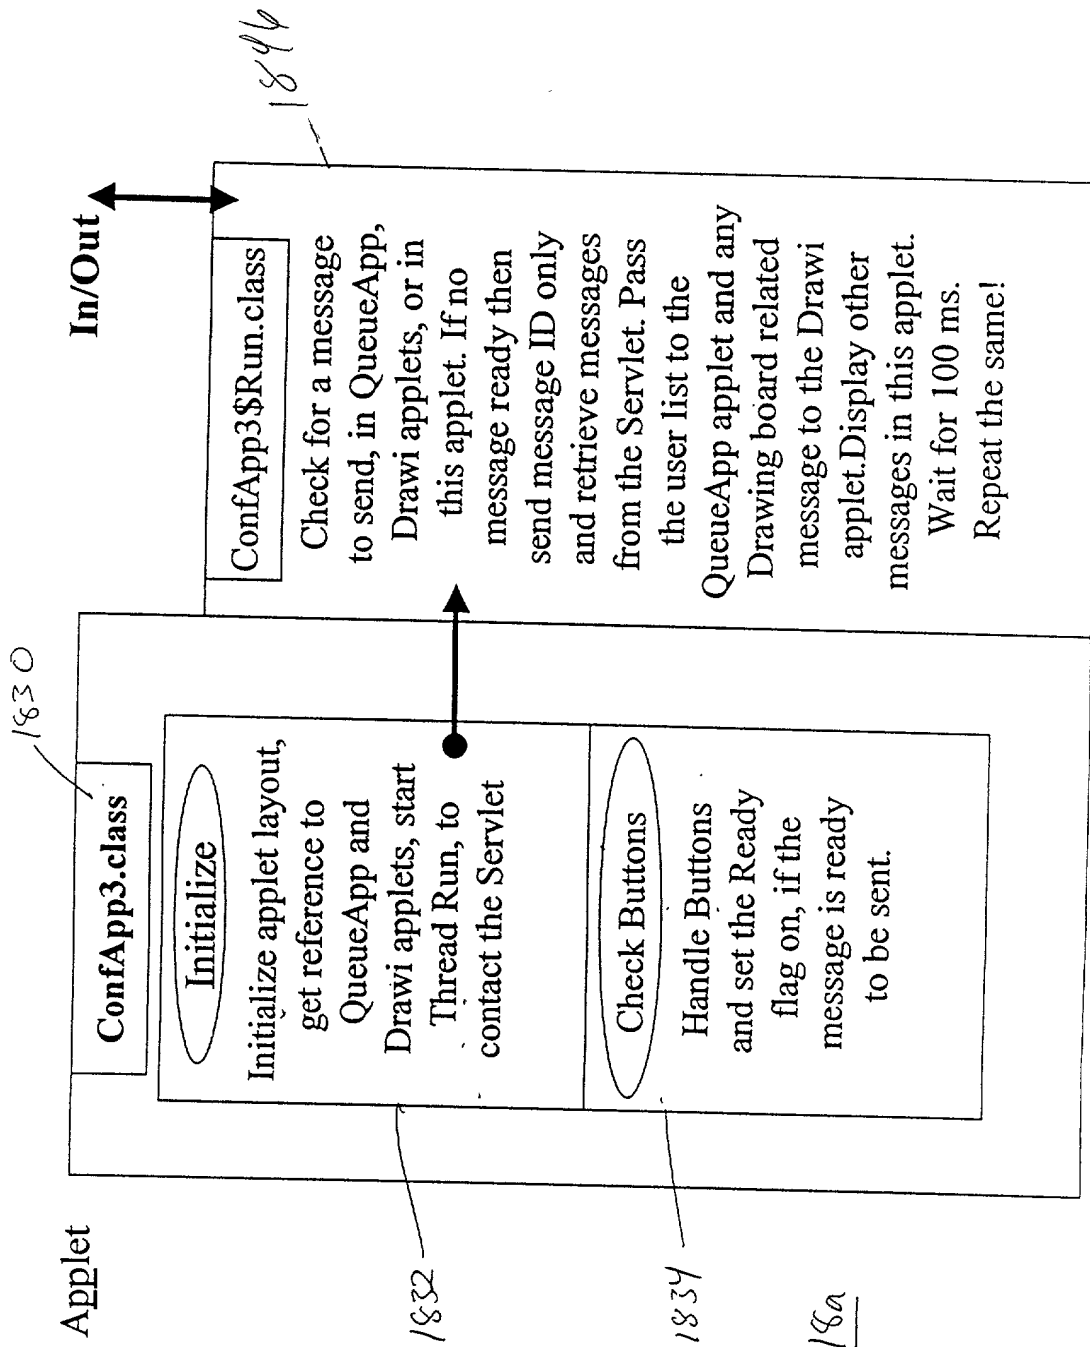 Applet
In/Out
1830
ConfApp3.class
Initialize
Initialize applet layout,
get reference to
QueueApp and
Drawi applets, start
Thread Run, to
contact the Servlet
1832
Check Buttons
Handle Buttons
and set the Ready
flag on, if the
message is ready
to be sent.
1834
ConfApp3$Run.class
Check for a message
to send, in QueueApp,
Drawi applets, or in
this applet. If no
message ready then
send message ID only
and retrieve messages
from the Servlet. Pass
the user list to the
QueueApp applet and any
Drawing board related
message to the Drawi
applet.Display other
messages in this applet.
Wait for 100 ms.
Repeat the same!
18a